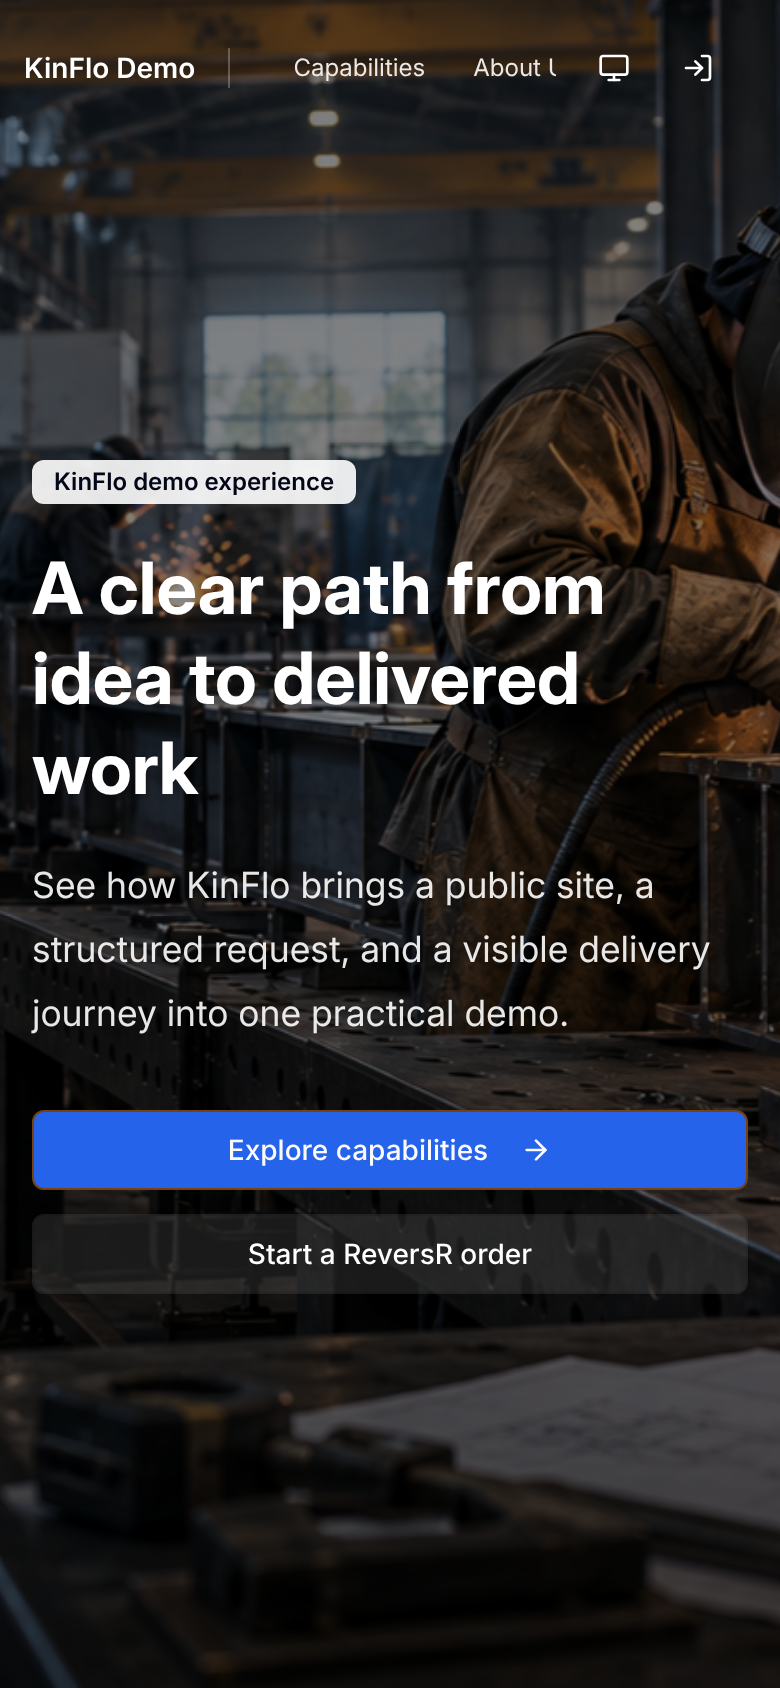 KinFlo Demo
Capabilities
About
KinFlo demo experience
A clear path from
idea to delivered
work
See how KinFlo brings a public site, a
structured request, and a visible delivery
journey into one practical demo.
Explore capabilities
Start a ReversR order